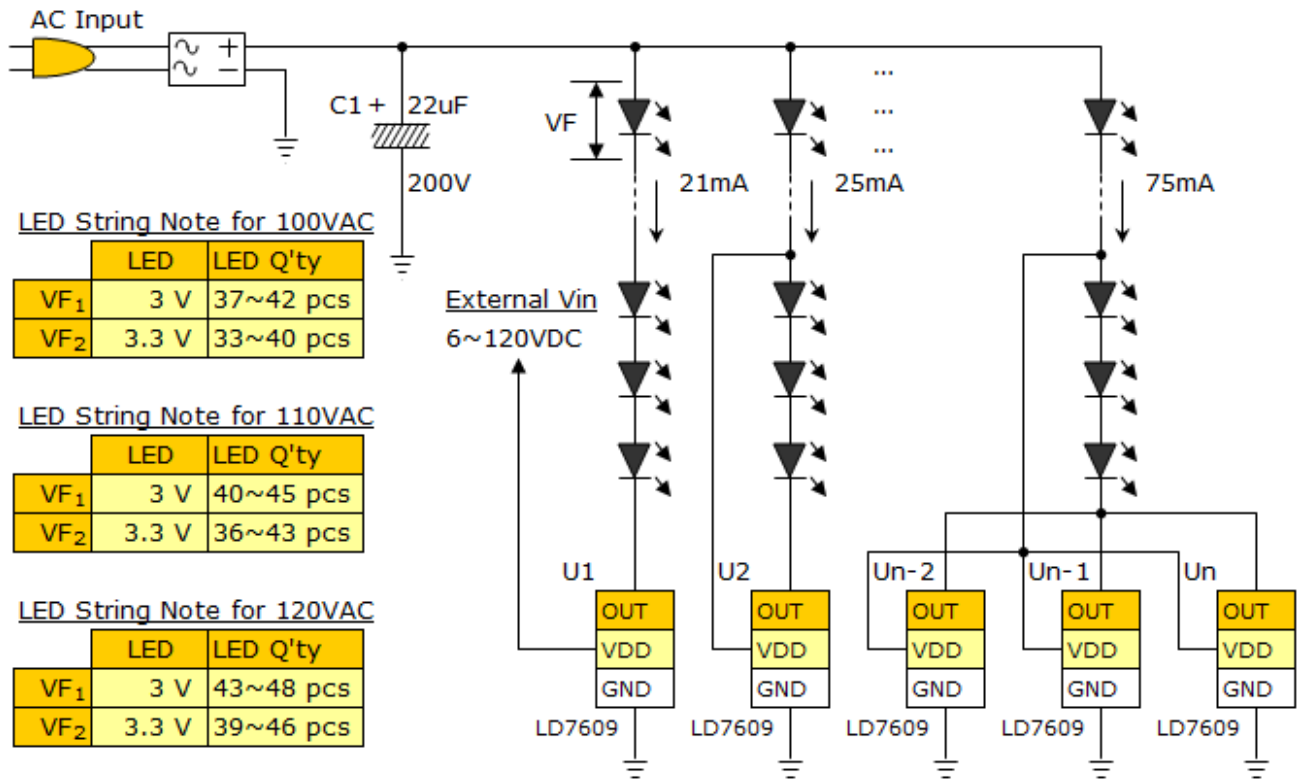 AC Input
∿ +
∿ −
C1 + 22uF
200V
VF
...
...
...
21mA
25mA
75mA
LED String Note for 100VAC
LED LED Q'ty
VF₁ 3 V 37~42 pcs
VF₂ 3.3 V 33~40 pcs
External Vin
6~120VDC
LED String Note for 110VAC
LED LED Q'ty
VF₁ 3 V 40~45 pcs
VF₂ 3.3 V 36~43 pcs
LED String Note for 120VAC
LED LED Q'ty
VF₁ 3 V 43~48 pcs
VF₂ 3.3 V 39~46 pcs
U1
OUT
VDD
GND
LD7609
U2
OUT
VDD
GND
LD7609
Un-2
OUT
VDD
GND
LD7609
Un-1
OUT
VDD
GND
LD7609
Un
OUT
VDD
GND
LD7609